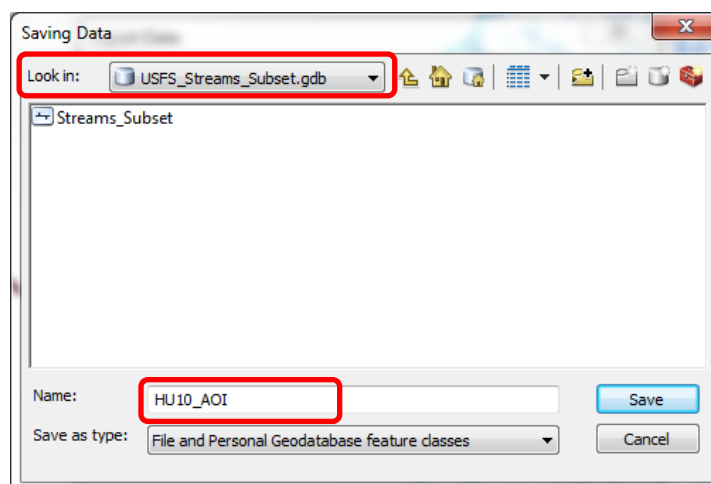 Saving Data
Look in: USFS_Streams_Subset.gdb
Streams_Subset
Name: HU10_AOI Save
Save as type: File and Personal Geodatabase feature classes Cancel